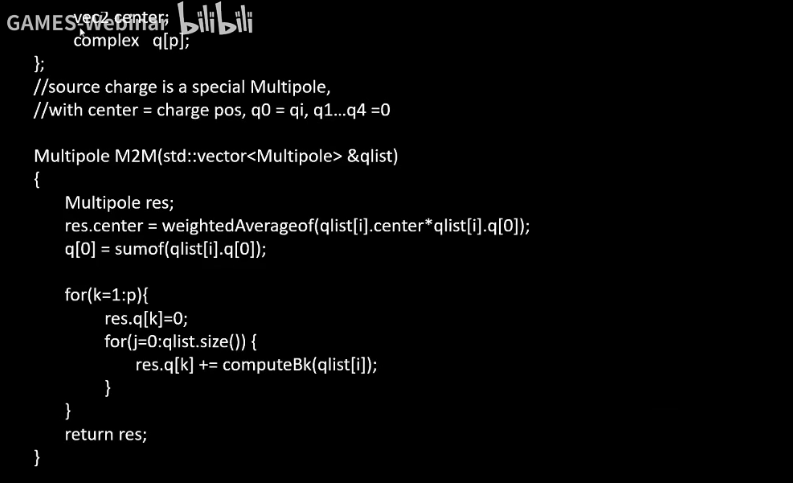 GAMES-Webinar bilibili
vec2 center;
complex q[p];
};
//source charge is a special Multipole,
//with center = charge pos, q0 = qi, q1...q4 =0
Multipole M2M(std::vector<Multipole> &qlist)
{
Multipole res;
res.center = weightedAverageof(qlist[i].center*qlist[i].q[0]);
q[0] = sumof(qlist[i].q[0]);
for(k=1:p){
res.q[k]=0;
for(j=0:qlist.size()) {
res.q[k] += computeBk(qlist[i]);
}
}
return res;
}